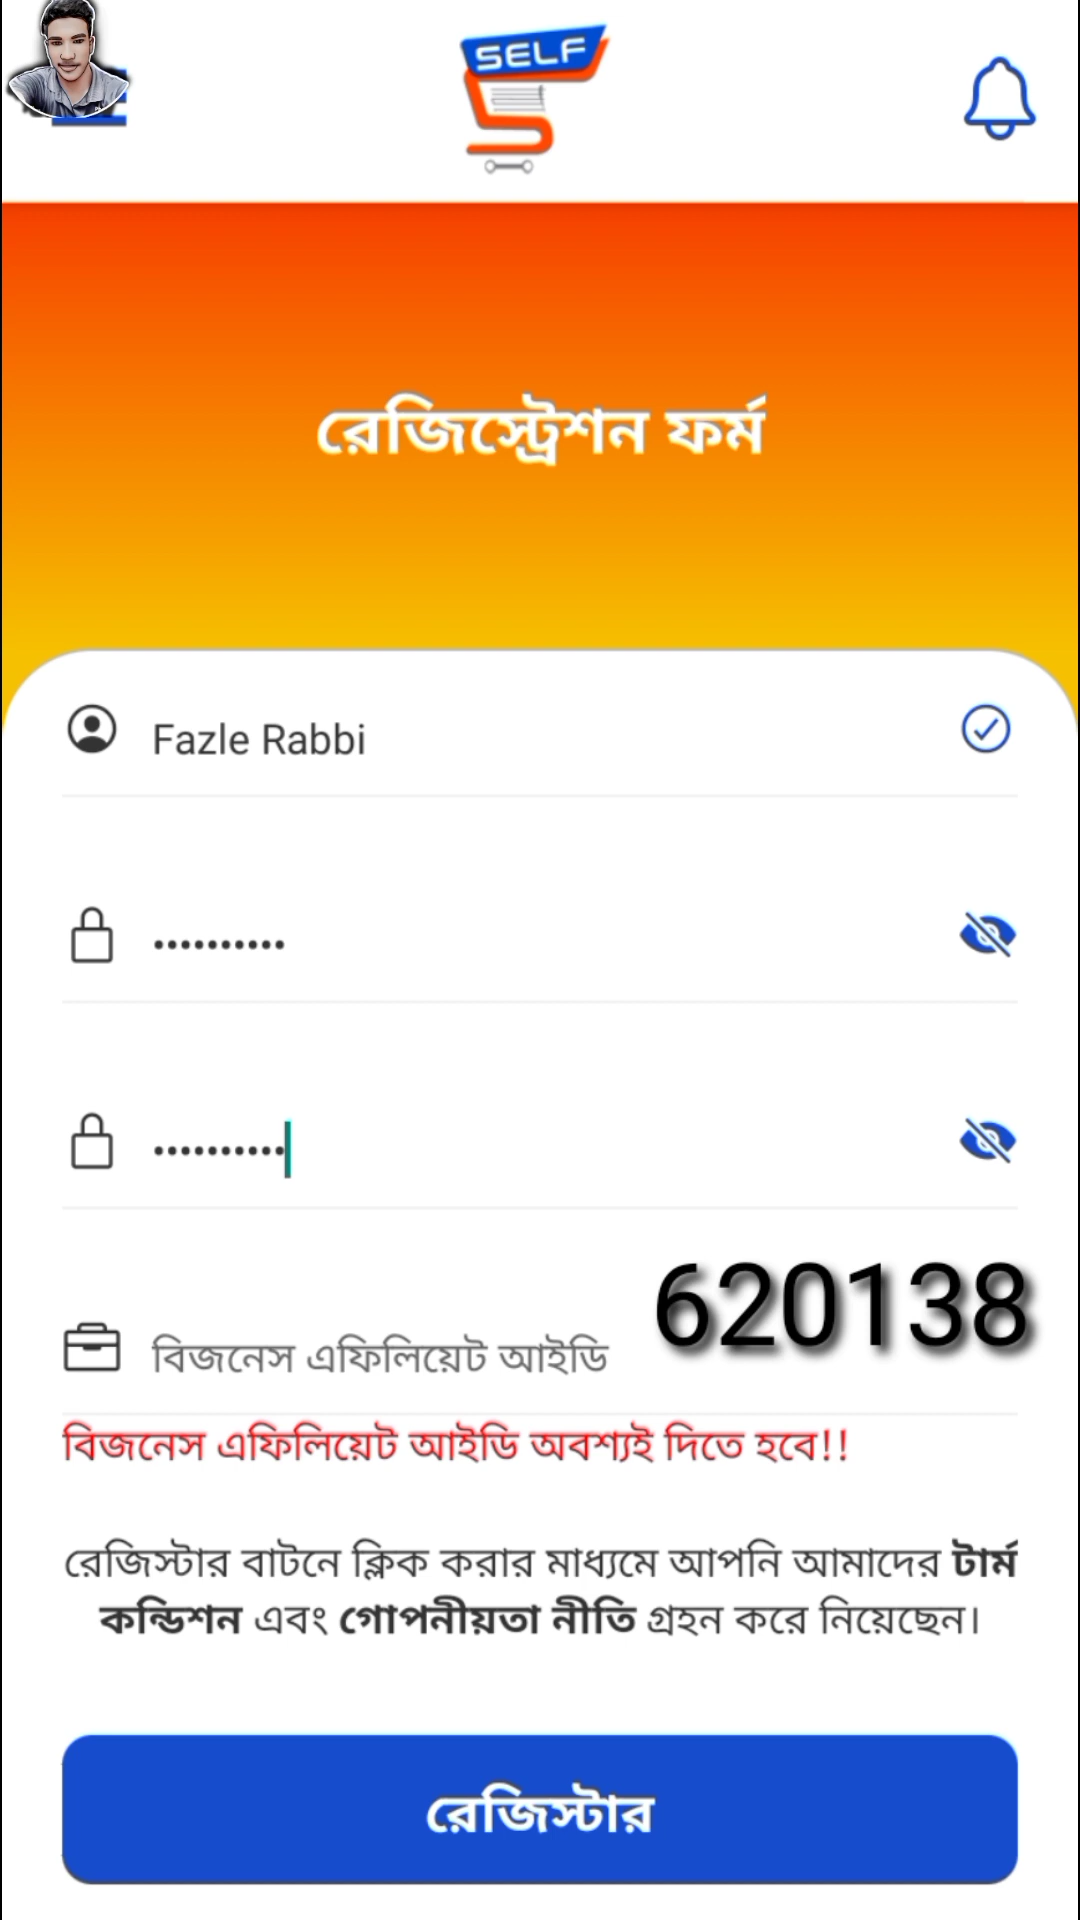 SELF
রেজিস্ট্রেশন ফর্ম
Fazle Rabbi
••••••••••
••••••••••
620138
বিজনেস এফিলিয়েট আইডি
বিজনেস এফিলিয়েট আইডি অবশ্যই দিতে হবে!!
রেজিস্টার বাটনে ক্লিক করার মাধ্যমে আপনি আমাদের টার্ম
কন্ডিশন এবং গোপনীয়তা নীতি গ্রহন করে নিয়েছেন।
রেজিস্টার